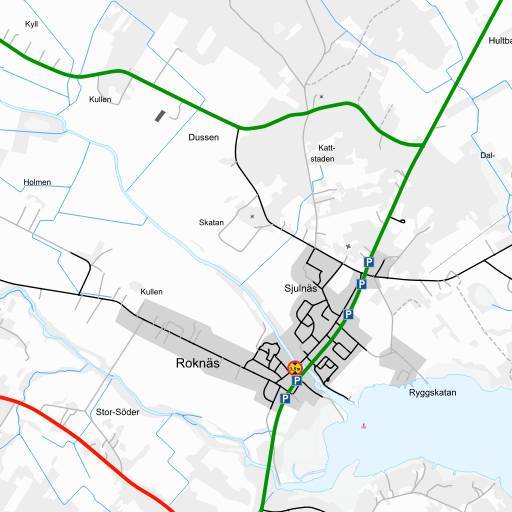 Kyll
Hultba
Kullen
Dussen
Katt-
staden
Dal-
Holmen
Skatan
P
P
Sjulnäs
Kullen
P
Roknäs
P
Ryggskatan
P
Stor-Söder